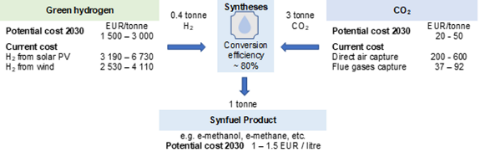 Green hydrogen
EUR/tonne
Potential cost 2030 1 500 – 3 000
Current cost
H₂ from solar PV 3 190 – 6 730
H₂ from wind 2 530 – 4 110
0.4 tonne
H₂
Syntheses
Conversion
efficiency
~ 80%
3 tonne
CO₂
CO₂
EUR/tonne
Potential cost 2030 20 - 50
Current cost
Direct air capture 200 - 600
Flue gases capture 37 – 92
1 tonne
Synfuel Product
e.g. e-methanol, e-methane, etc.
Potential cost 2030 1 – 1.5 EUR / litre